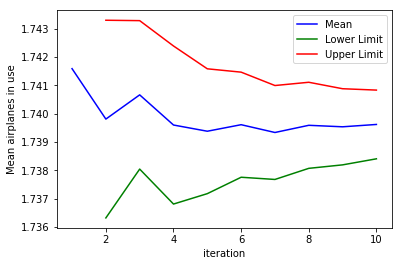 1.743
1.742
1.741
1.740
1.739
1.738
1.737
1.736
Mean airplanes in use
Mean
Lower Limit
Upper Limit
2
4
6
8
10
iteration